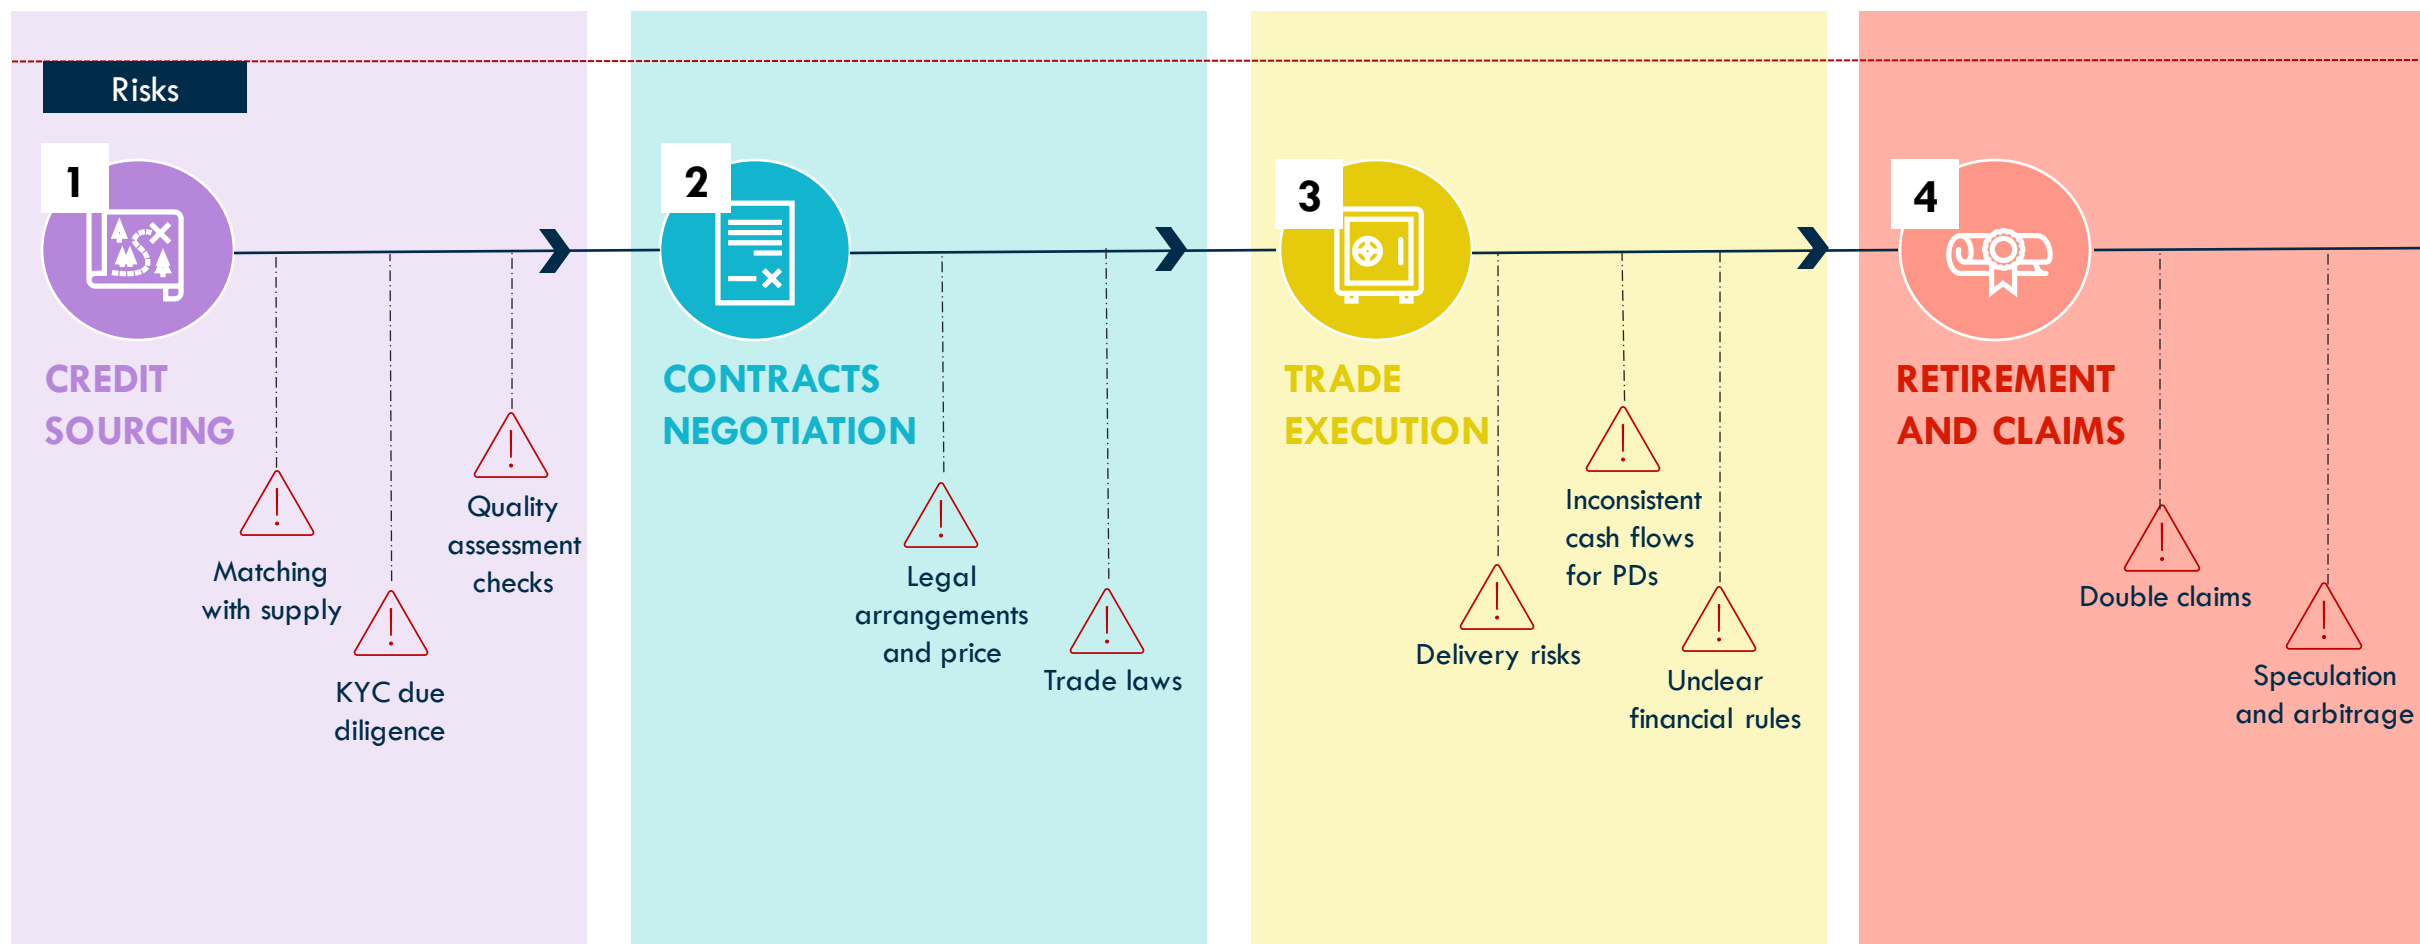 Risks
1
CREDIT
SOURCING
Matching
with supply
KYC due
diligence
Quality
assessment
checks
2
CONTRACTS
NEGOTIATION
Legal
arrangements
and price
Trade laws
3
TRADE
EXECUTION
Delivery risks
Inconsistent
cash flows
for PDs
Unclear
financial rules
4
RETIREMENT
AND CLAIMS
Double claims
Speculation
and arbitrage